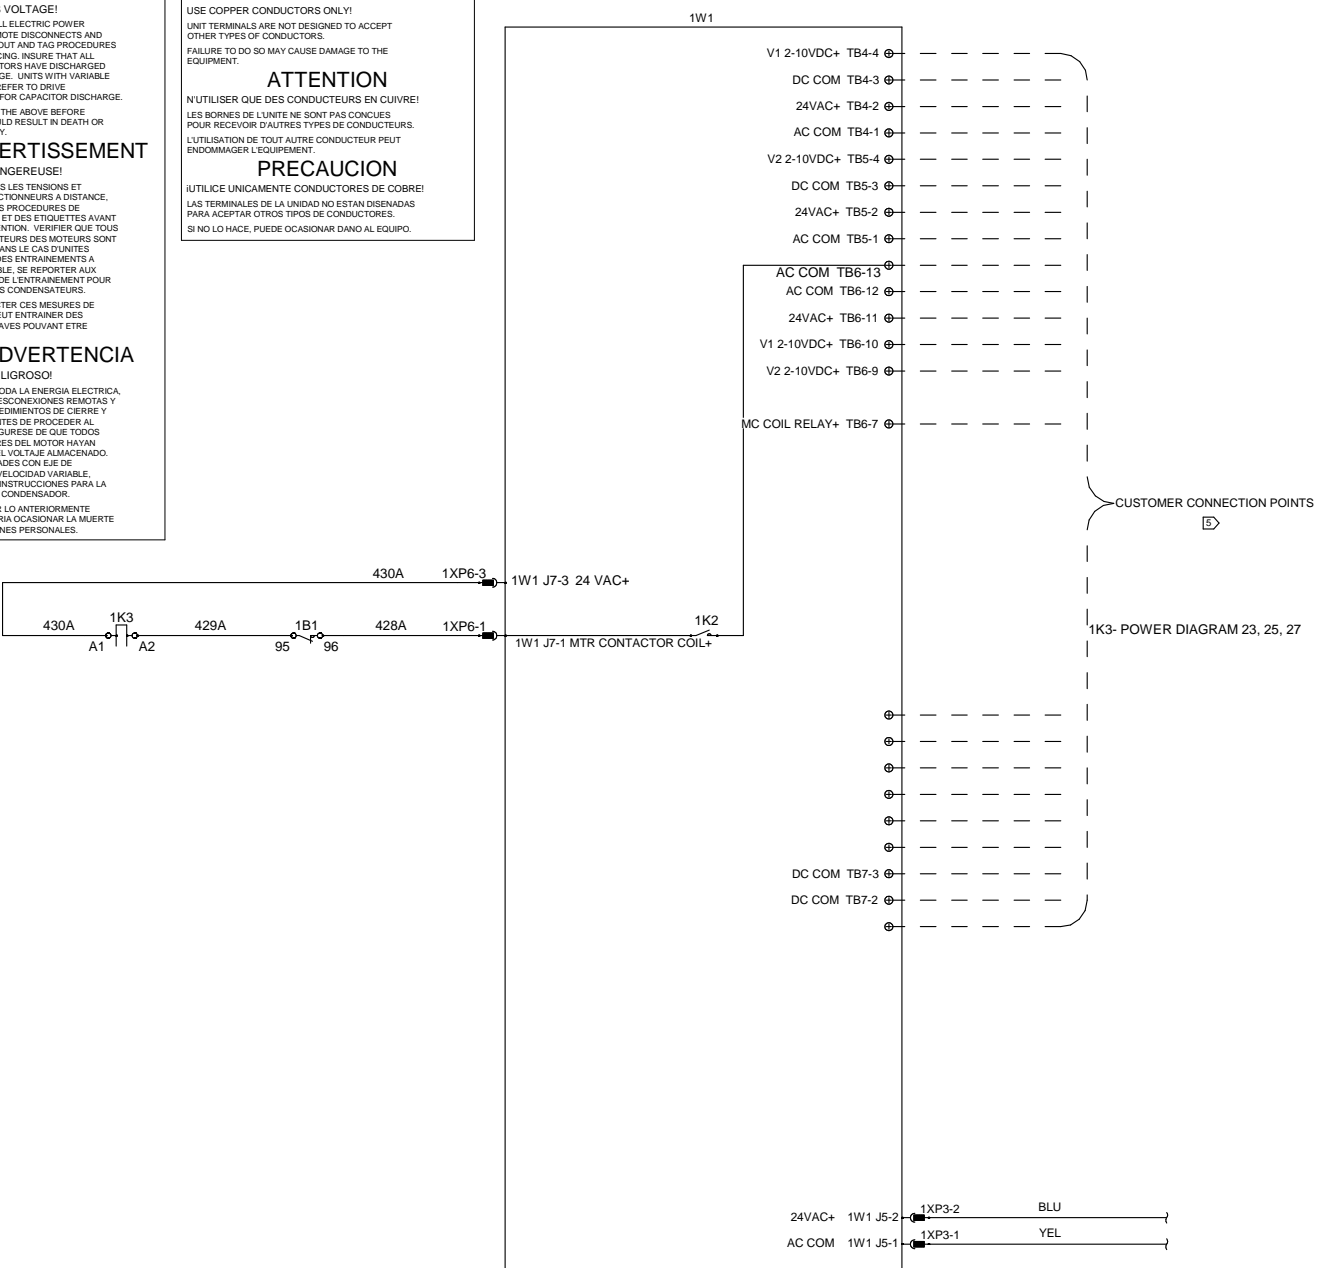 VOLTAGE!
LL ELECTRIC POWER
MOTE DISCONNECTS AND
OUT AND TAG PROCEDURES
CING. INSURE THAT ALL
TORS HAVE DISCHARGED
GE. UNITS WITH VARIABLE
REFER TO DRIVE
FOR CAPACITOR DISCHARGE.
THE ABOVE BEFORE
ULD RESULT IN DEATH OR
Y.
ERTISSEMENT
NGEREUSE!
S LES TENSIONS ET
CTIONNEURS A DISTANCE,
S PROCEDURES DE
ET DES ETIQUETTES AVANT
ENTION. VERIFIER QUE TOUS
TEURS DES MOTEURS SONT
ANS LE CAS D'UNITES
DES ENTRAINEMENTS A
BLE, SE REPORTER AUX
DE L'ENTRAINEMENT POUR
S CONDENSATEURS.
TER CES MESURES DE
EUT ENTRAINER DES
AVES POUVANT ETRE
DVERTENCIA
LIGROSO!
ODA LA ENERGIA ELECTRICA,
ESCONEXIONES REMOTAS Y
EDIMIENTOS DE CIERRE Y
NTES DE PROCEDER AL
GURESE DE QUE TODOS
RES DEL MOTOR HAYAN
EL VOLTAJE ALMACENADO.
ADES CON EJE DE
VELOCIDAD VARIABLE,
INSTRUCCIONES PARA LA
CONDENSADOR.
R LO ANTERIORMENTE
RIA OCASIONAR LA MUERTE
NES PERSONALES.
USE COPPER CONDUCTORS ONLY!
UNIT TERMINALS ARE NOT DESIGNED TO ACCEPT
OTHER TYPES OF CONDUCTORS.
FAILURE TO DO SO MAY CAUSE DAMAGE TO THE
EQUIPMENT.
ATTENTION
N'UTILISER QUE DES CONDUCTEURS EN CUIVRE!
LES BORNES DE L'UNITE NE SONT PAS CONCUES
POUR RECEVOIR D'AUTRES TYPES DE CONDUCTEURS.
L'UTILISATION DE TOUT AUTRE CONDUCTEUR PEUT
ENDOMMAGER L'EQUIPEMENT.
PRECAUCION
¡UTILICE UNICAMENTE CONDUCTORES DE COBRE!
LAS TERMINALES DE LA UNIDAD NO ESTAN DISENADAS
PARA ACEPTAR OTROS TIPOS DE CONDUCTORES.
SI NO LO HACE, PUEDE OCASIONAR DANO AL EQUIPO.
1W1
V1 2-10VDC+ TB4-4
DC COM TB4-3
24VAC+ TB4-2
AC COM TB4-1
V2 2-10VDC+ TB5-4
DC COM TB5-3
24VAC+ TB5-2
AC COM TB5-1
AC COM TB6-13
AC COM TB6-12
24VAC+ TB6-11
V1 2-10VDC+ TB6-10
V2 2-10VDC+ TB6-9
MC COIL RELAY+ TB6-7
CUSTOMER CONNECTION POINTS
5
430A 1XP6-3 1W1 J7-3 24 VAC+
430A 1K3 429A 1B1 428A 1XP6-1 1K2
A1 A2 95 96 1W1 J7-1 MTR CONTACTOR COIL+
1K3- POWER DIAGRAM 23, 25, 27
DC COM TB7-3
DC COM TB7-2
24VAC+ 1W1 J5-2 1XP3-2 BLU
AC COM 1W1 J5-1 1XP3-1 YEL